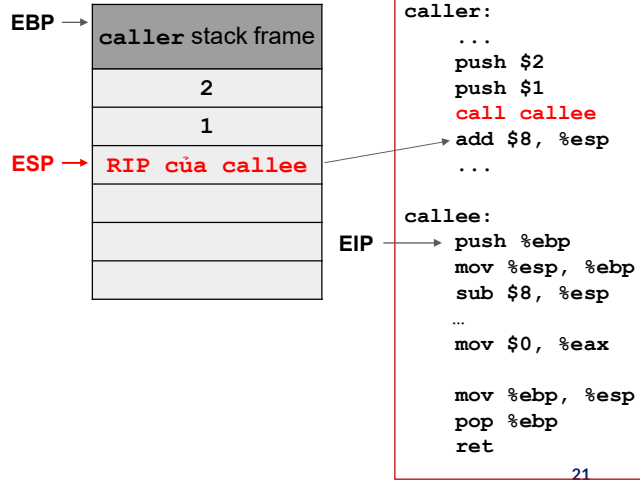 EBP
caller stack frame
2
1
ESP
RIP của callee
caller:
...
push $2
push $1
call callee
add $8, %esp
...
callee:
EIP
push %ebp
mov %esp, %ebp
sub $8, %esp
…
mov $0, %eax
mov %ebp, %esp
pop %ebp
ret
21